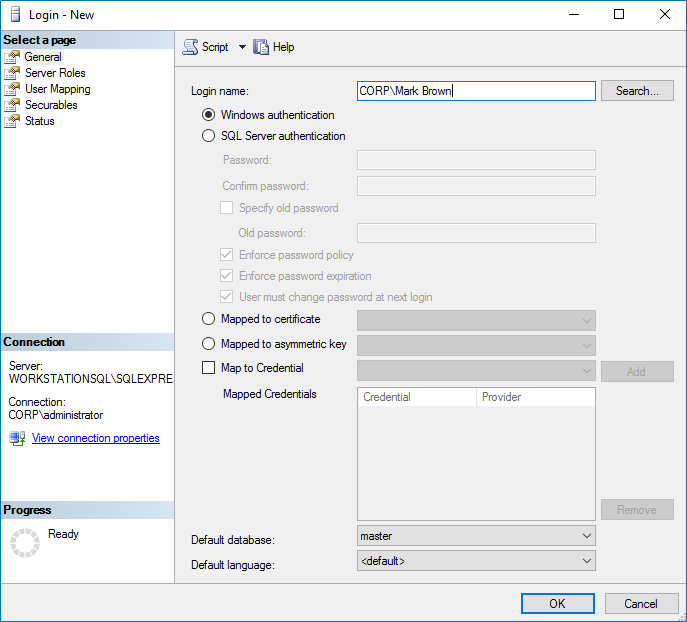 Login - New
Select a page
General
Server Roles
User Mapping
Securables
Status
Script Help
Login name: CORP\Mark Brown Search...
Windows authentication
SQL Server authentication
Password:
Confirm password:
Specify old password
Old password:
Enforce password policy
Enforce password expiration
User must change password at next login
Mapped to certificate
Mapped to asymmetric key
Map to Credential Add
Mapped Credentials Credential Provider
Remove
Default database: master
Default language: <default>
Connection
Server:
WORKSTATIONSQL\SQLEXPRE
Connection:
CORP\administrator
View connection properties
Progress
Ready
OK Cancel